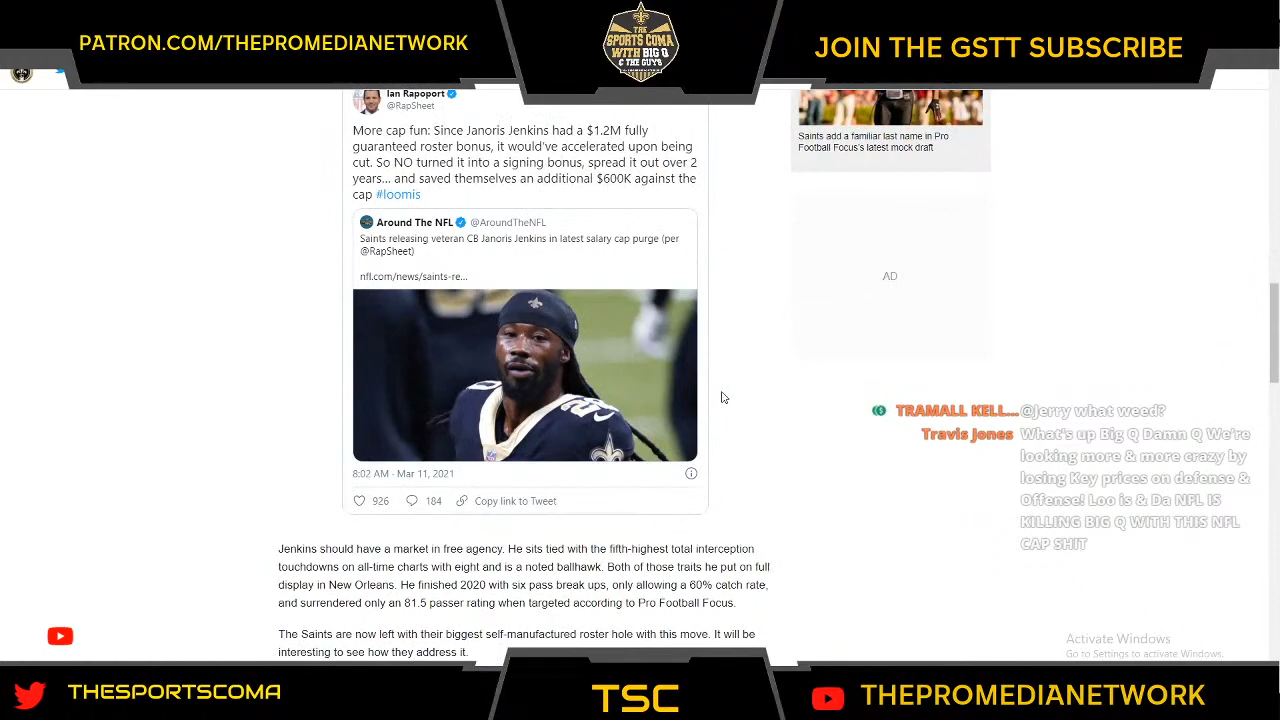 PATRON.COM/THEPROMEDIANETWORK
THE
SPORTS COMA
WITH BIG Q
& THE GUYS
JOIN THE GSTT SUBSCRIBE
Ian Rapoport
@RapSheet
More cap fun: Since Janoris Jenkins had a $1.2M fully
guaranteed roster bonus, it would've accelerated upon being
cut. So NO turned it into a signing bonus, spread it out over 2
years... and saved themselves an additional $600K against the
cap #loomis
Around The NFL @AroundTheNFL
Saints releasing veteran CB Janoris Jenkins in latest salary cap purge (per
@RapSheet)
nfl.com/news/saints-re...
8:02 AM - Mar 11, 2021
926 184 Copy link to Tweet
Jenkins should have a market in free agency. He sits tied with the fifth-highest total interception
touchdowns on all-time charts with eight and is a noted ballhawk. Both of those traits he put on full
display in New Orleans. He finished 2020 with six pass break ups, only allowing a 60% catch rate,
and surrendered only an 81.5 passer rating when targeted according to Pro Football Focus.
The Saints are now left with their biggest self-manufactured roster hole with this move. It will be
interesting to see how they address it.
Saints add a familiar last name in Pro
Football Focus's latest mock draft
AD
TRAMALL KELL... @Jerry what weed?
Travis Jones What's up Big Q Damn Q We're
looking more & more crazy by
losing Key prices on defense &
Offense! Loo is & Da NFL IS
KILLING BIG Q WITH THIS NFL
CAP SHIT
Activate Windows
Go to Settings to activate Windows.
THESPORTSCOMA
TSC
THEPROMEDIANETWORK